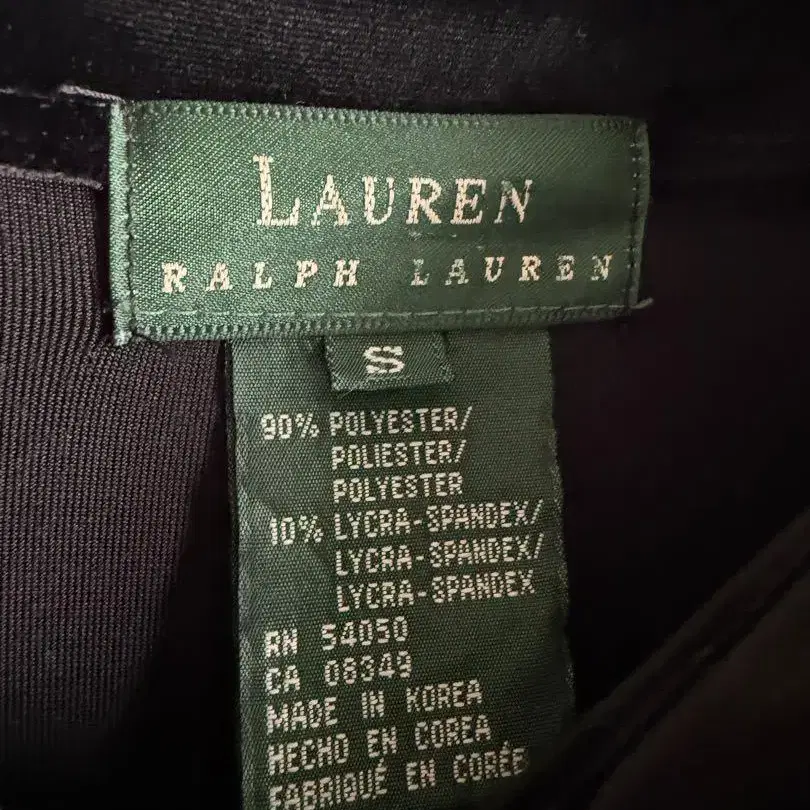 LAUREN
RALPH LAUREN
S
90% POLYESTER/
POLIESTER/
POLYESTER
10% LYCRA-SPANDEX/
LYCRA-SPANDEX/
LYCRA-SPANDEX
RN 54050
CA 08349
MADE IN KOREA
HECHO EN COREA
FABRIQUÉ EN CORÉE